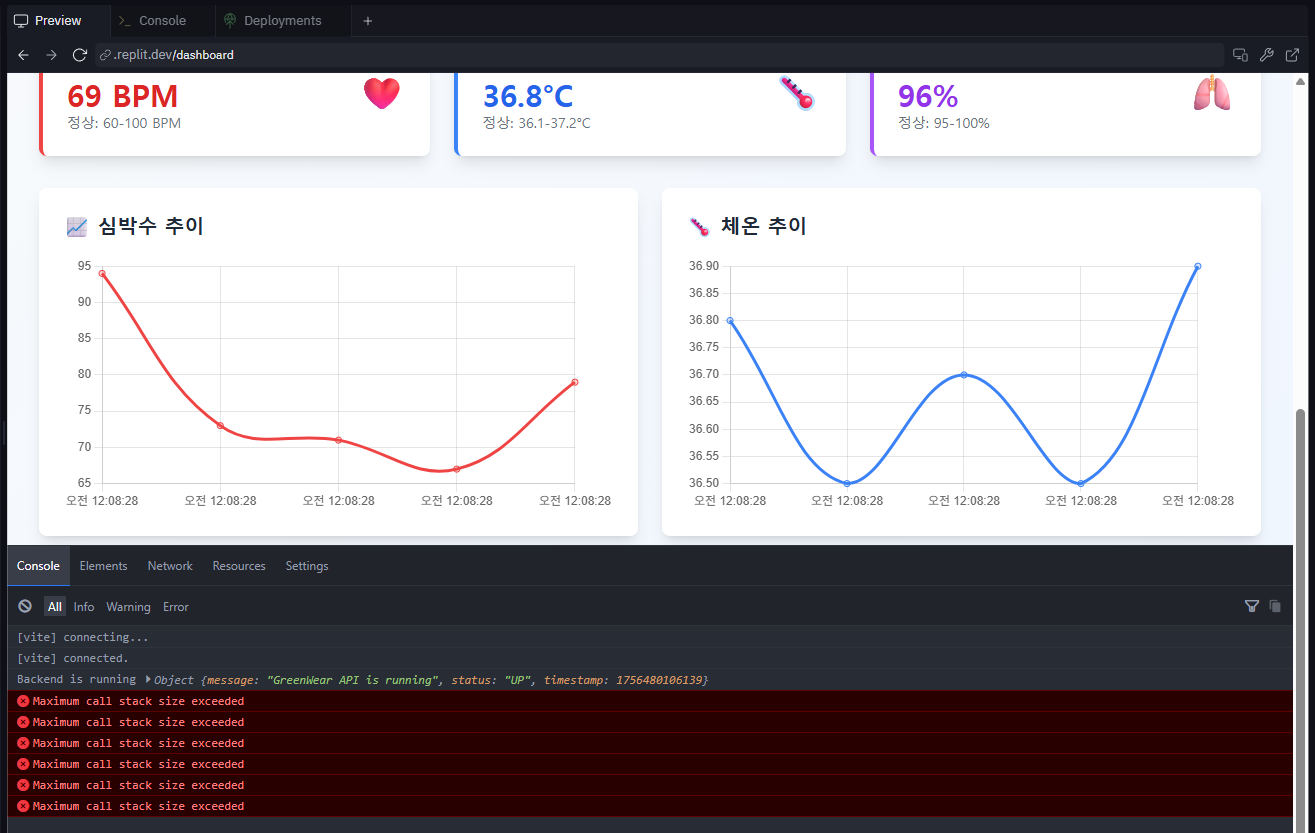 Preview
Console
Deployments
.replit.dev/dashboard
69 BPM
정상: 60-100 BPM
36.8°C
정상: 36.1-37.2°C
96%
정상: 95-100%
심박수 추이
95
90
85
80
75
70
65
오전 12:08:28 오전 12:08:28 오전 12:08:28 오전 12:08:28 오전 12:08:28
체온 추이
36.90
36.85
36.80
36.75
36.70
36.65
36.60
36.55
36.50
오전 12:08:28 오전 12:08:28 오전 12:08:28 오전 12:08:28 오전 12:08:28
Console Elements Network Resources Settings
All Info Warning Error
[vite] connecting...
[vite] connected.
Backend is running Object {message: “GreenWear API is running”, status: “UP”, timestamp: 1756480106139}
Maximum call stack size exceeded
Maximum call stack size exceeded
Maximum call stack size exceeded
Maximum call stack size exceeded
Maximum call stack size exceeded
Maximum call stack size exceeded